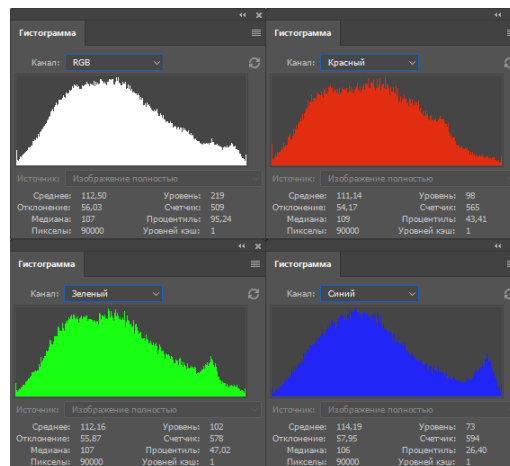 Гистограмма
Канал: RGB
Источник: Изображение полностью
Среднее: 112,50 Уровень: 219
Отклонение: 56,03 Счетчик: 509
Медиана: 107 Процентиль: 95,24
Пикселы: 90000 Уровней кэш: 1
Гистограмма
Канал: Красный
Источник: Изображение полностью
Среднее: 111,14 Уровень: 98
Отклонение: 54,17 Счетчик: 565
Медиана: 109 Процентиль: 43,41
Пикселы: 90000 Уровней кэш: 1
Гистограмма
Канал: Зеленый
Источник: Изображение полностью
Среднее: 112,16 Уровень: 102
Отклонение: 55,87 Счетчик: 578
Медиана: 107 Процентиль: 47,02
Пикселы: 90000 Уровней кэш: 1
Гистограмма
Канал: Синий
Источник: Изображение полностью
Среднее: 114,19 Уровень: 73
Отклонение: 57,95 Счетчик: 594
Медиана: 106 Процентиль: 26,40
Пикселы: 90000 Уровней кэш: 1